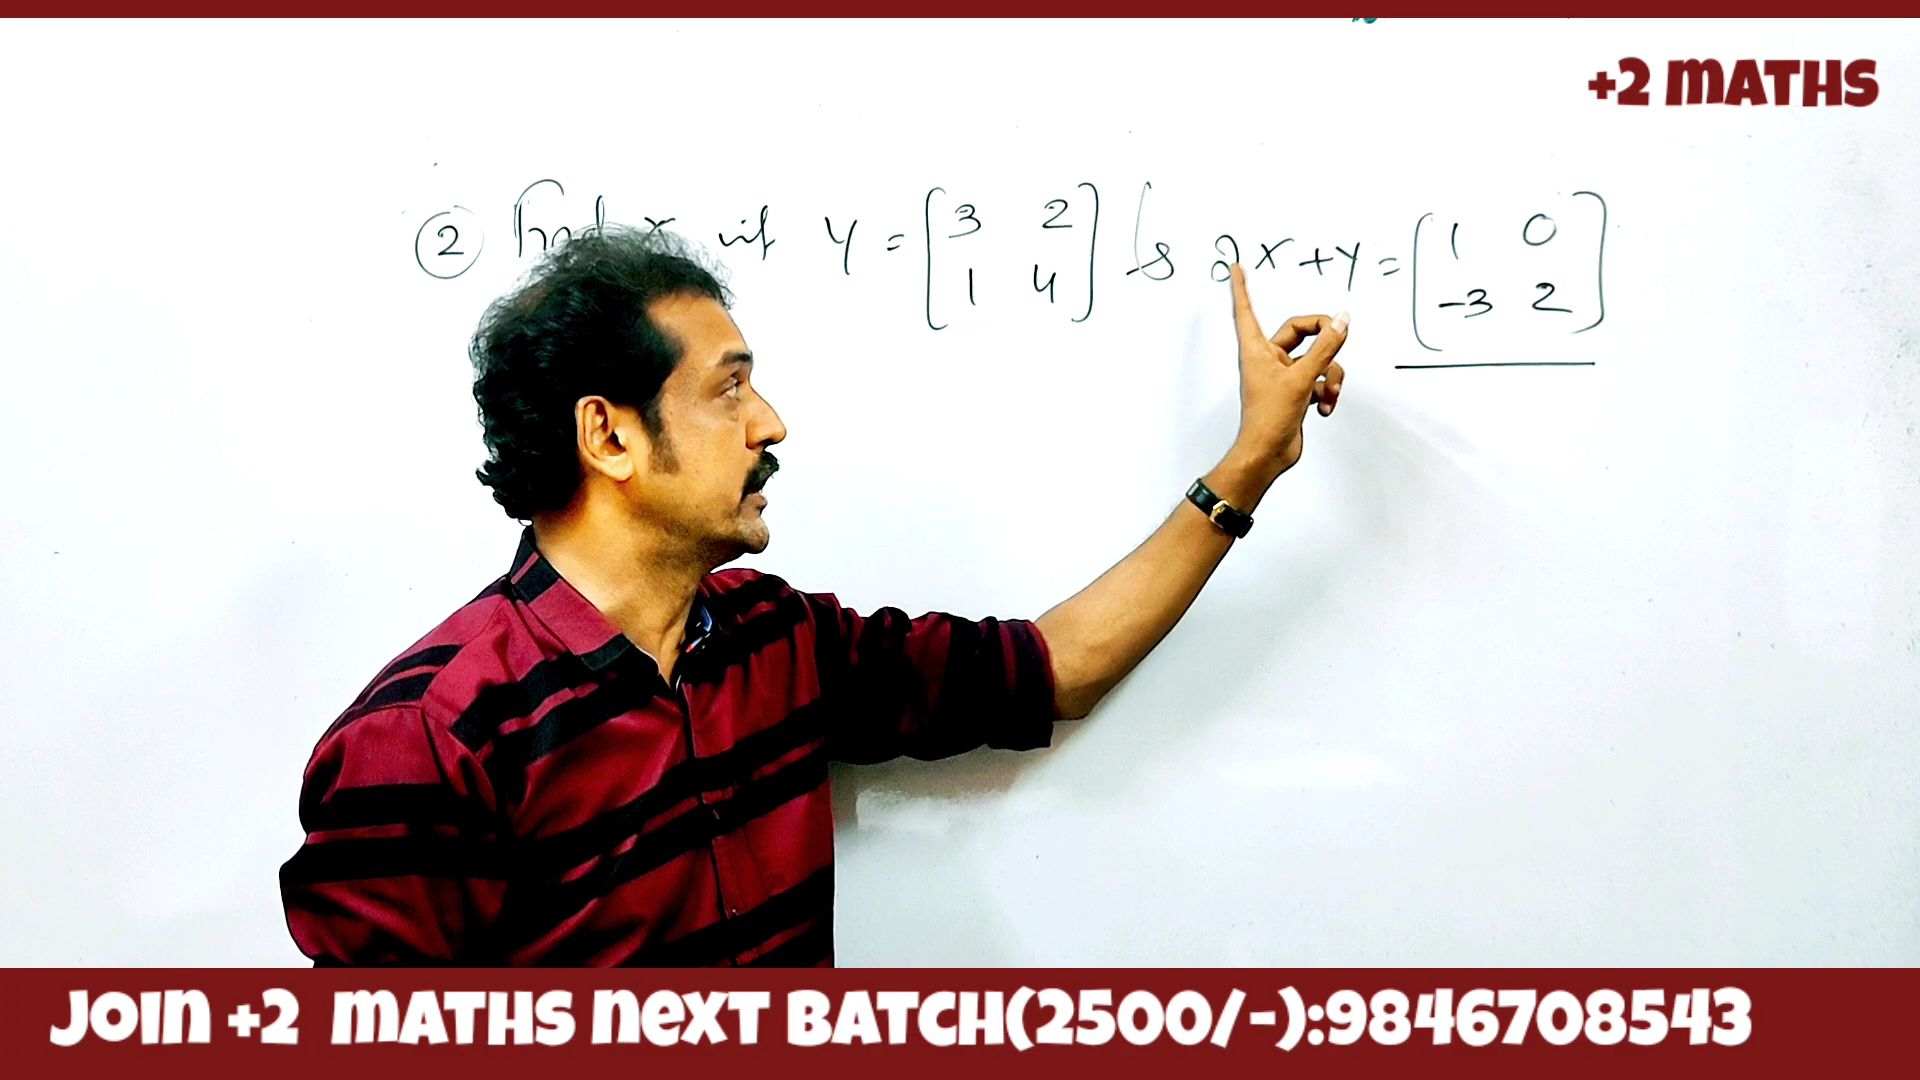 +2 MATHS
② Find x if Y = [3 2 1 4] & 2X + Y = [1 0 -3 2]
JOIN +2 MATHS NEXT BATCH(2500/-):9846708543